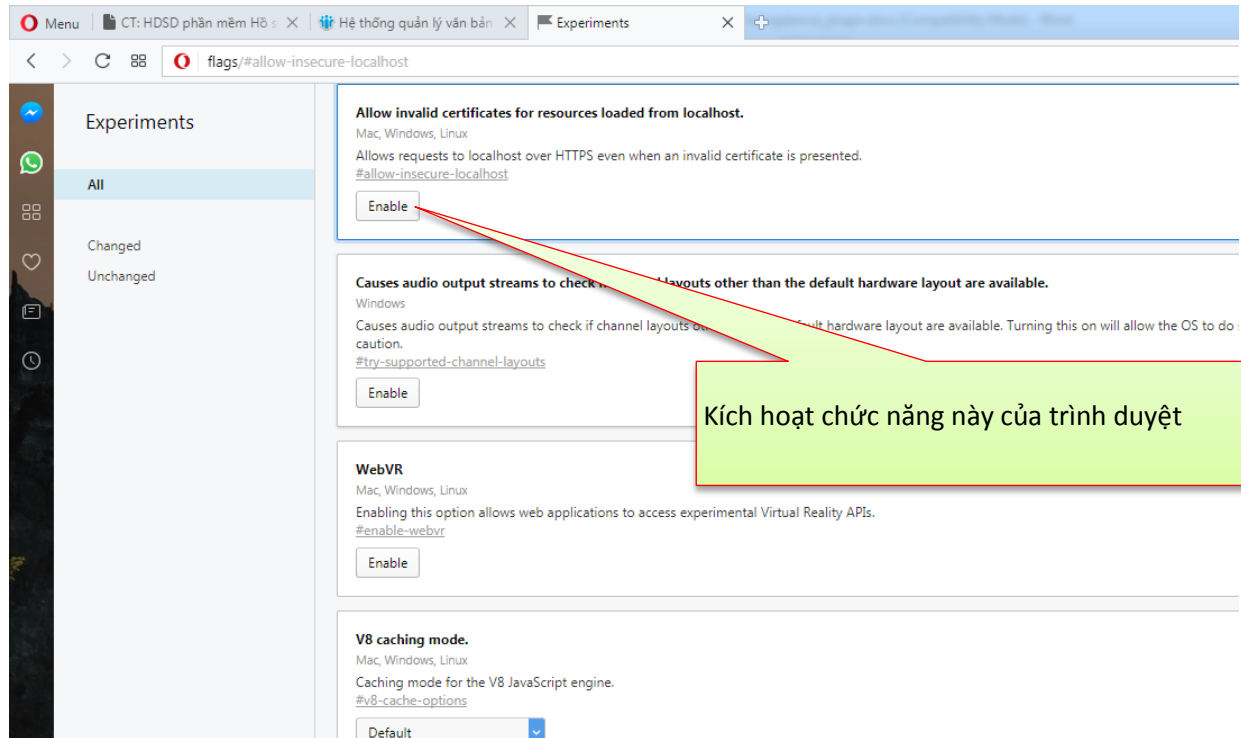 Menu
CT: HDSD phần mềm Hồ s
Hệ thống quản lý văn bản
Experiments
flags/#allow-insecure-localhost
Experiments
All
Changed
Unchanged
Allow invalid certificates for resources loaded from localhost.
Mac, Windows, Linux
Allows requests to localhost over HTTPS even when an invalid certificate is presented.
#allow-insecure-localhost
Enable
Causes audio output streams to check layouts other than the default hardware layout are available.
Windows
Causes audio output streams to check if channel layouts hardware layout are available. Turning this on will allow the OS to do
caution.
#try-supported-channel-layouts
Enable
Kích hoạt chức năng này của trình duyệt
WebVR
Mac, Windows, Linux
Enabling this option allows web applications to access experimental Virtual Reality APIs.
#enable-webvr
Enable
V8 caching mode.
Mac, Windows, Linux
Caching mode for the V8 JavaScript engine.
#v8-cache-options
Default